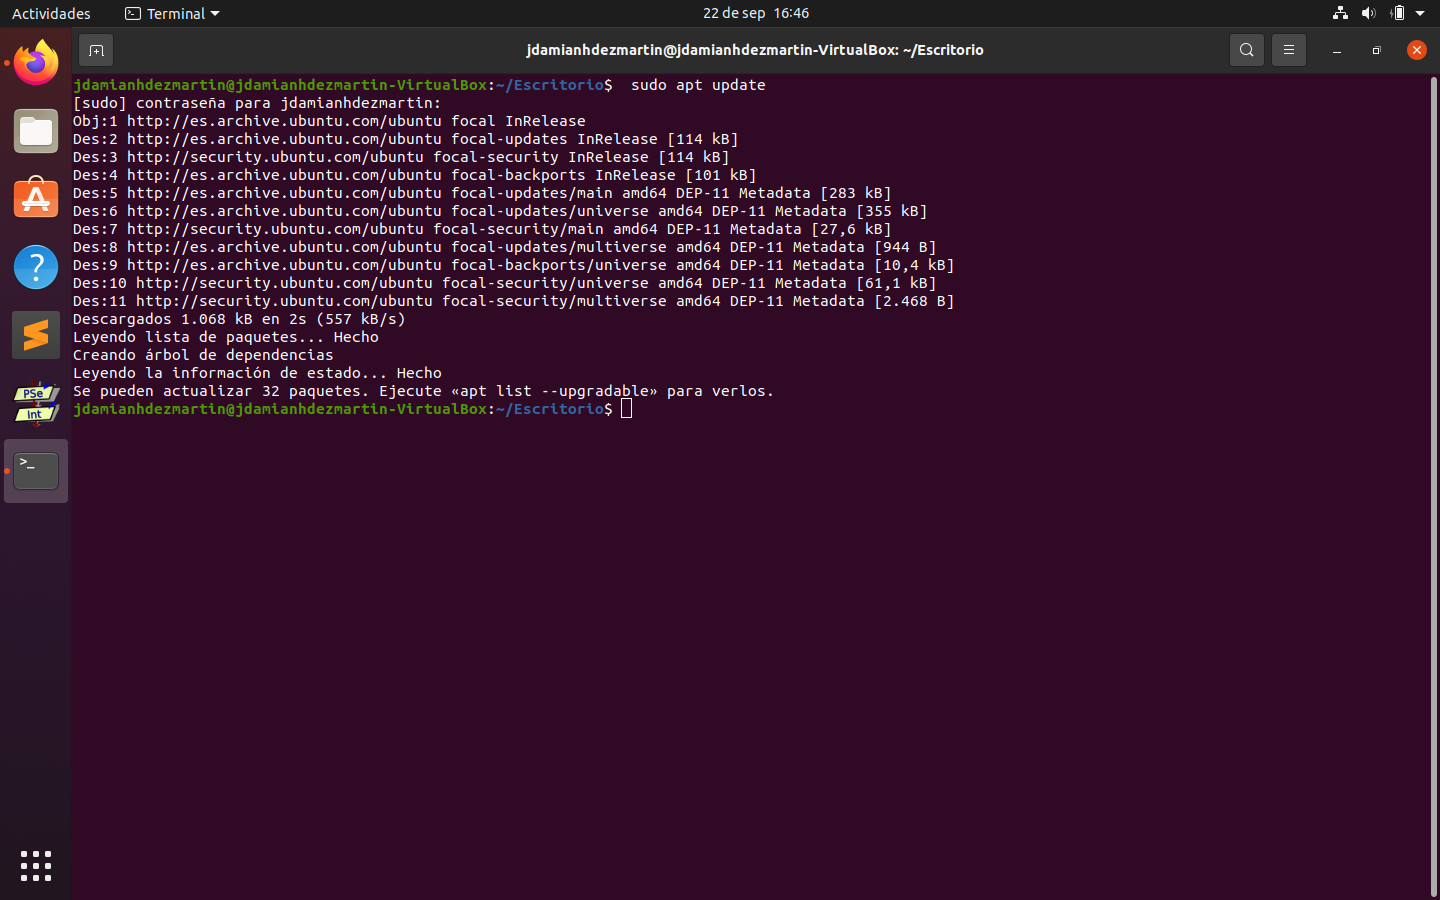 Actividades Terminal 22 de sep 16:46
jdamianhdezmartin@jdamianhdezmartin-VirtualBox: ~/Escritorio
jdamianhdezmartin@jdamianhdezmartin-VirtualBox:~/Escritorio$  sudo apt update
[sudo] contraseña para jdamianhdezmartin:
Obj:1 http://es.archive.ubuntu.com/ubuntu focal InRelease
Des:2 http://es.archive.ubuntu.com/ubuntu focal-updates InRelease [114 kB]
Des:3 http://security.ubuntu.com/ubuntu focal-security InRelease [114 kB]
Des:4 http://es.archive.ubuntu.com/ubuntu focal-backports InRelease [101 kB]
Des:5 http://es.archive.ubuntu.com/ubuntu focal-updates/main amd64 DEP-11 Metadata [283 kB]
Des:6 http://es.archive.ubuntu.com/ubuntu focal-updates/universe amd64 DEP-11 Metadata [355 kB]
Des:7 http://security.ubuntu.com/ubuntu focal-security/main amd64 DEP-11 Metadata [27,6 kB]
Des:8 http://es.archive.ubuntu.com/ubuntu focal-updates/multiverse amd64 DEP-11 Metadata [944 B]
Des:9 http://es.archive.ubuntu.com/ubuntu focal-backports/universe amd64 DEP-11 Metadata [10,4 kB]
Des:10 http://security.ubuntu.com/ubuntu focal-security/universe amd64 DEP-11 Metadata [61,1 kB]
Des:11 http://security.ubuntu.com/ubuntu focal-security/multiverse amd64 DEP-11 Metadata [2.468 B]
Descargados 1.068 kB en 2s (557 kB/s)
Leyendo lista de paquetes... Hecho
Creando árbol de dependencias
Leyendo la información de estado... Hecho
Se pueden actualizar 32 paquetes. Ejecute «apt list --upgradable» para verlos.
jdamianhdezmartin@jdamianhdezmartin-VirtualBox:~/Escritorio$
PSe
Int